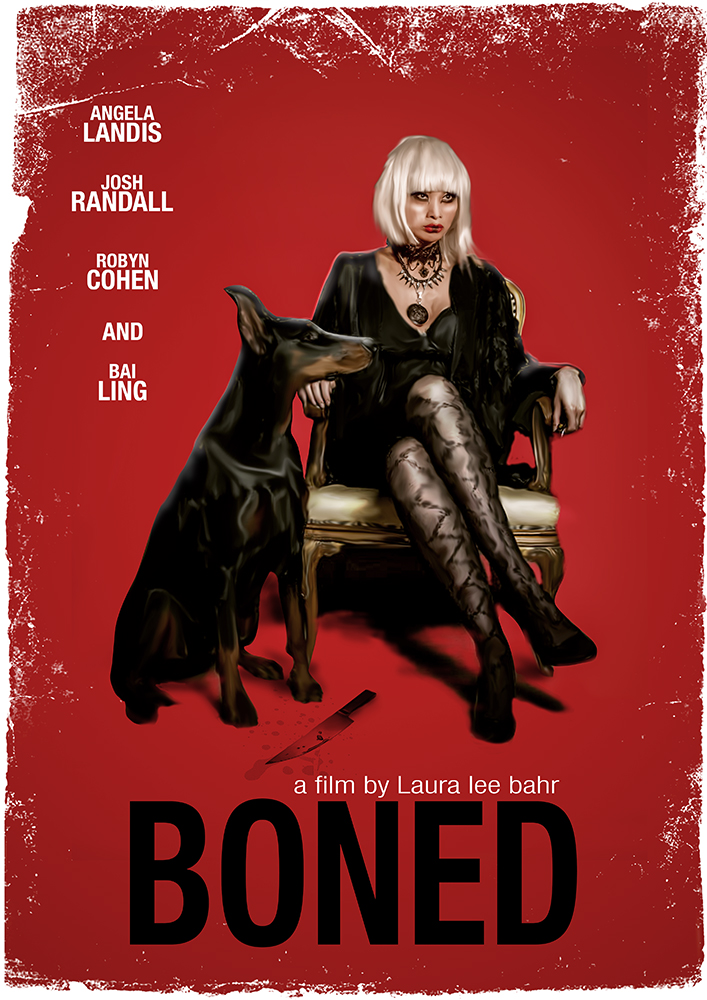 ANGELA
LANDIS
JOSH
RANDALL
ROBYN
COHEN
AND
BAI
LING
a film by Laura lee bahr
BONED